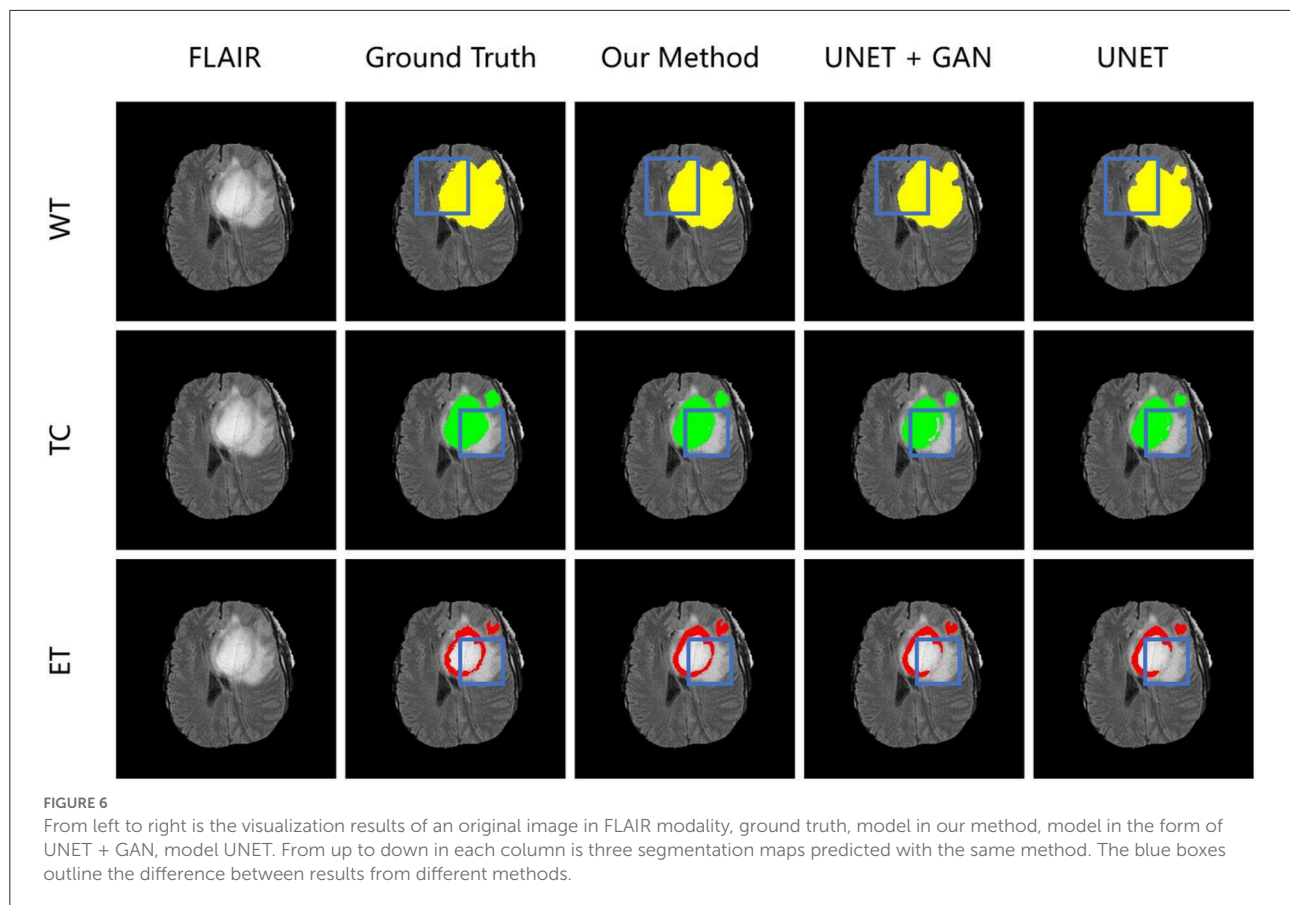 FLAIR Ground Truth Our Method UNET + GAN UNET
WT
TC
ET
FIGURE 6
From left to right is the visualization results of an original image in FLAIR modality, ground truth, model in our method, model in the form of
UNET + GAN, model UNET. From up to down in each column is three segmentation maps predicted with the same method. The blue boxes
outline the difference between results from different methods.